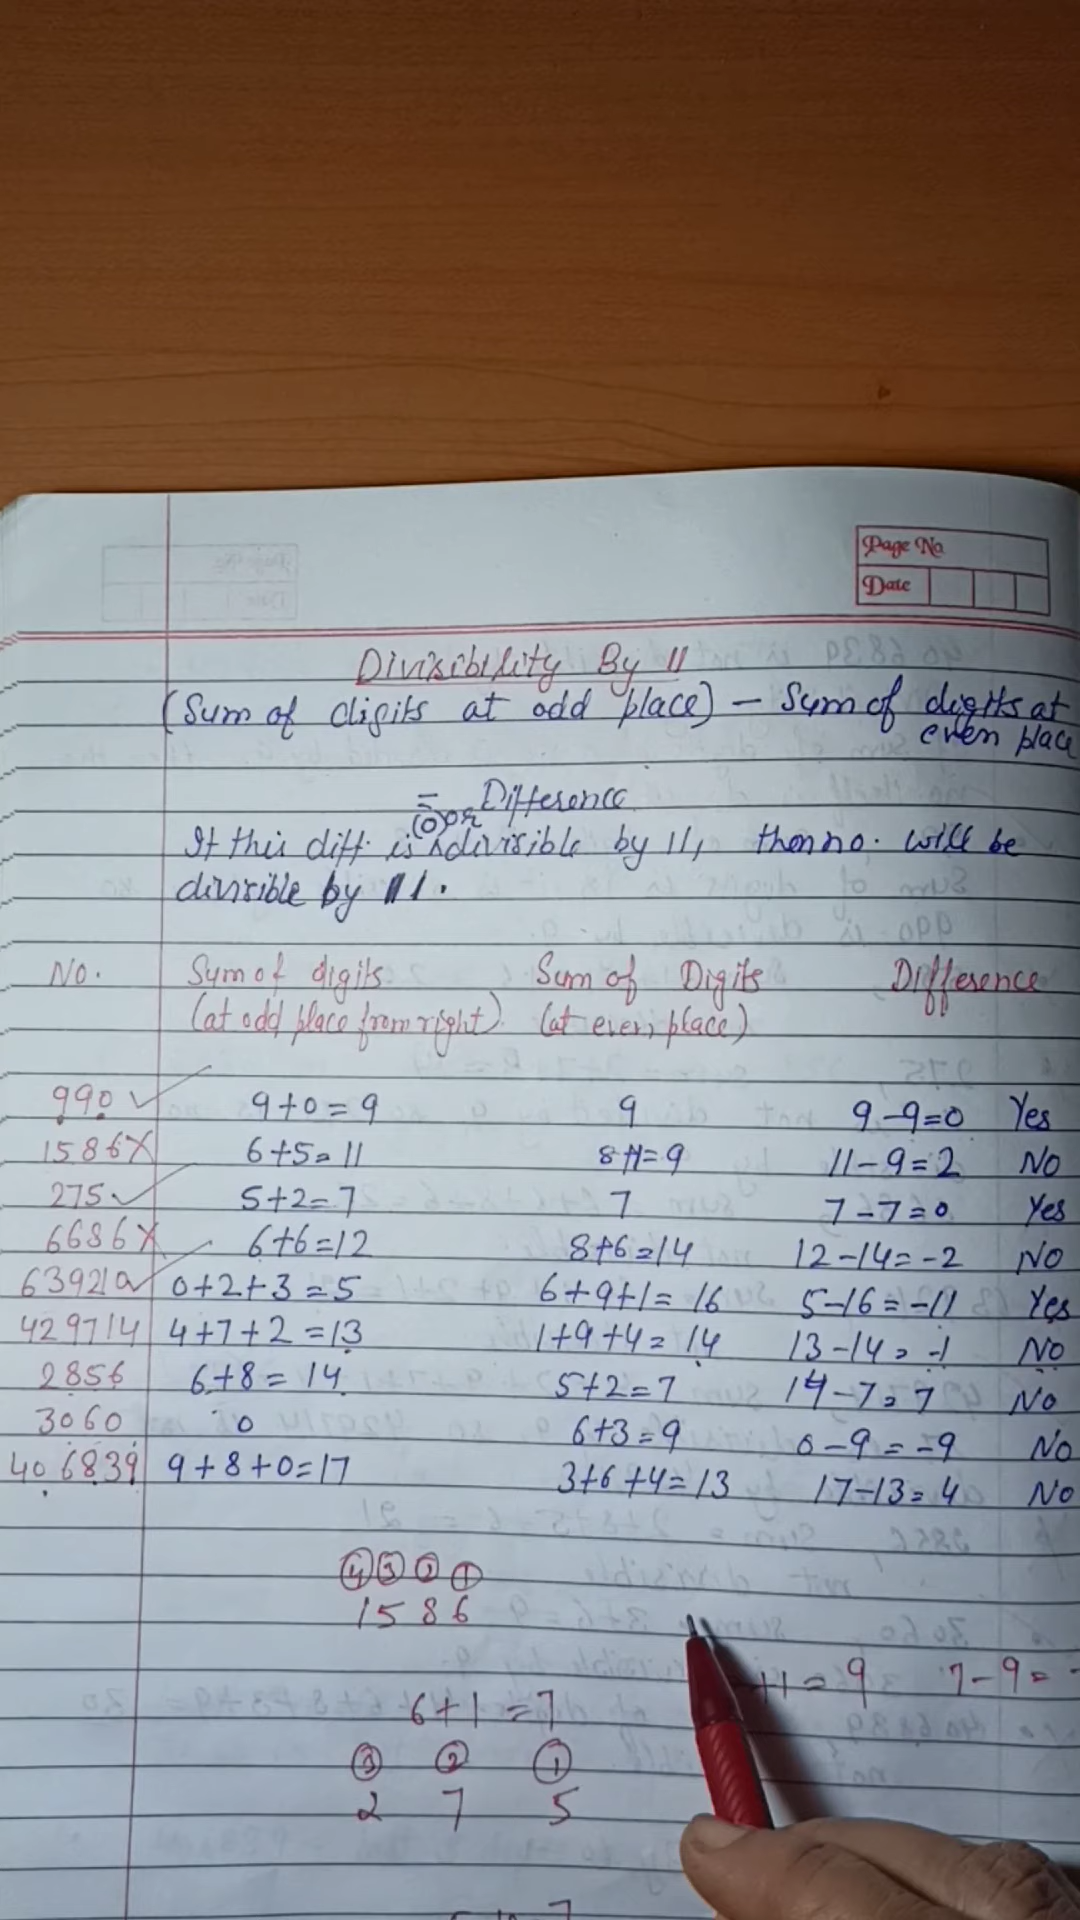 Page No.
Date
Divisibility By 11
(Sum of digits at odd place) - Sum of digits at
even place
= Difference
If this diff. is (0) or divisible by 11, then no. will be
divisible by 11.
No. Sum of digits Sum of Digits Difference
(at odd place from right) (at even place)
990 ✓ 9+0=9 9 9-9=0 Yes
1586 X 6+5=11 8+1=9 11-9=2 No
275 ✓ 5+2=7 7 7-7=0 Yes
6686 X 6+6=12 8+6=14 12-14=-2 No
639210 ✓ 0+2+3=5 6+9+1=16 5-16=-11 Yes
429714 4+7+2=13 1+9+4=14 13-14=-1 No
2856 6+8=14 5+2=7 14-7=7 No
3060 0 6+3=9 0-9=-9 No
406839 9+8+0=17 3+6+4=13 17-13=4 No
④ ③ ② ①
1586
+1=9 7-9=
6+1=7
③ ② ①
2 7 5